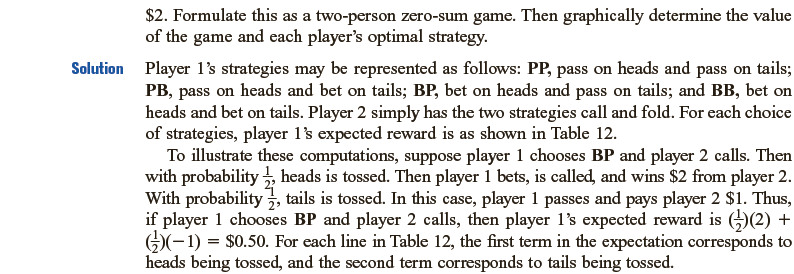 $2. Formulate this as a two-person zero-sum game. Then graphically determine the value
of the game and each player's optimal strategy.
Solution Player 1's strategies may be represented as follows: PP, pass on heads and pass on tails;
PB, pass on heads and bet on tails; BP, bet on heads and pass on tails; and BB, bet on
heads and bet on tails. Player 2 simply has the two strategies call and fold. For each choice
of strategies, player 1's expected reward is as shown in Table 12.
To illustrate these computations, suppose player 1 chooses BP and player 2 calls. Then
with probability 1/2, heads is tossed. Then player 1 bets, is called, and wins $2 from player 2.
With probability 1/2, tails is tossed. In this case, player 1 passes and pays player 2 $1. Thus,
if player 1 chooses BP and player 2 calls, then player 1's expected reward is (1/2)(2) +
(1/2)(−1) = $0.50. For each line in Table 12, the first term in the expectation corresponds to
heads being tossed, and the second term corresponds to tails being tossed.